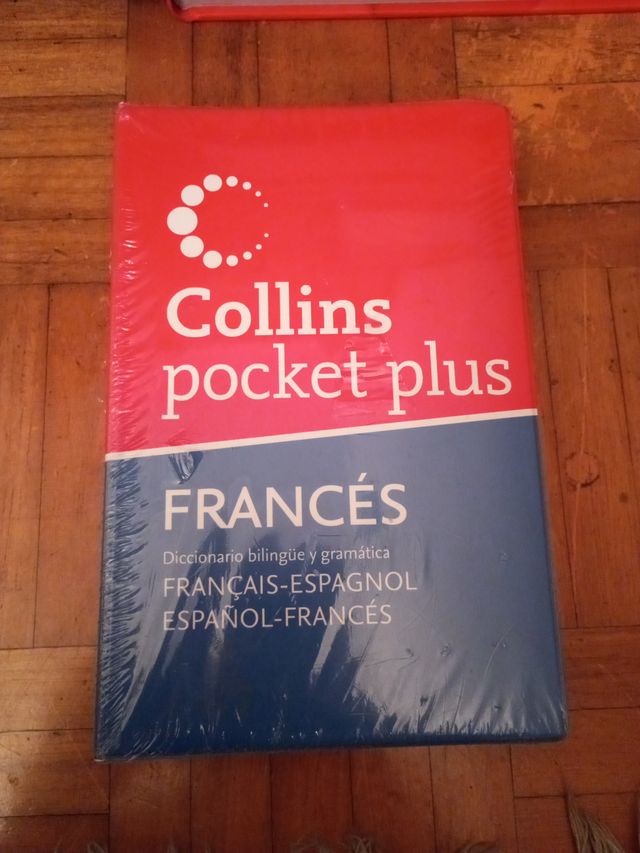 Collins
pocket plus
FRANCÉS
Diccionario bilingüe y gramática
FRANÇAIS-ESPAGNOL
ESPAÑOL-FRANCÉS